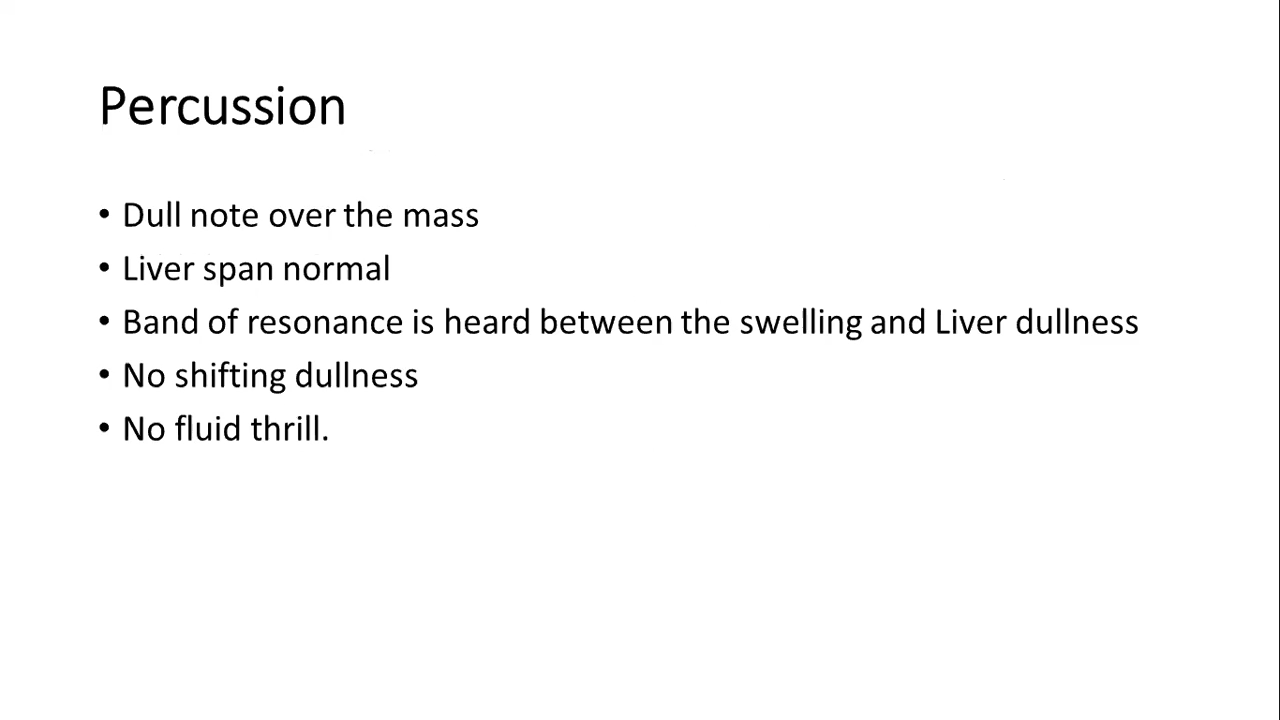 Percussion
• Dull note over the mass
• Liver span normal
• Band of resonance is heard between the swelling and Liver dullness
• No shifting dullness
• No fluid thrill.